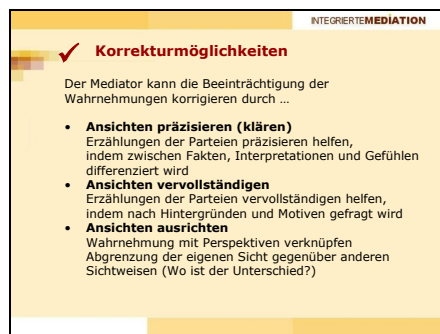 INTEGRIERTEMEDIATION
Korrekturmöglichkeiten
Der Mediator kann die Beeinträchtigung der
Wahrnehmungen korrigieren durch …
• Ansichten präzisieren (klären)
Erzählungen der Parteien präzisieren helfen,
indem zwischen Fakten, Interpretationen und Gefühlen
differenziert wird
• Ansichten vervollständigen
Erzählungen der Parteien vervollständigen helfen,
indem nach Hintergründen und Motiven gefragt wird
• Ansichten ausrichten
Wahrnehmung mit Perspektiven verknüpfen
Abgrenzung der eigenen Sicht gegenüber anderen
Sichtweisen (Wo ist der Unterschied?)